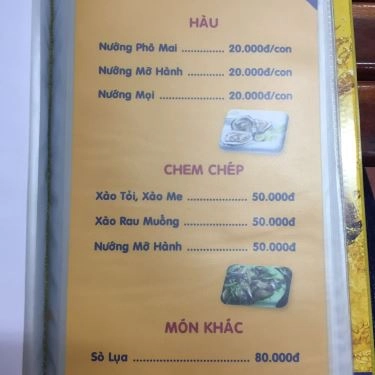 HÀU
Nướng Phô Mai .............. 20.000đ/con
Nướng Mỡ Hành .............. 20.000đ/con
Nướng Mọi .................... 20.000đ/con
CHEM CHÉP
Xào Tỏi, Xào Me .................. 50.000đ
Xào Rau Muống .................. 50.000đ
Nướng Mỡ Hành .................. 50.000đ
MÓN KHÁC
Sò Lụa ............................ 80.000đ